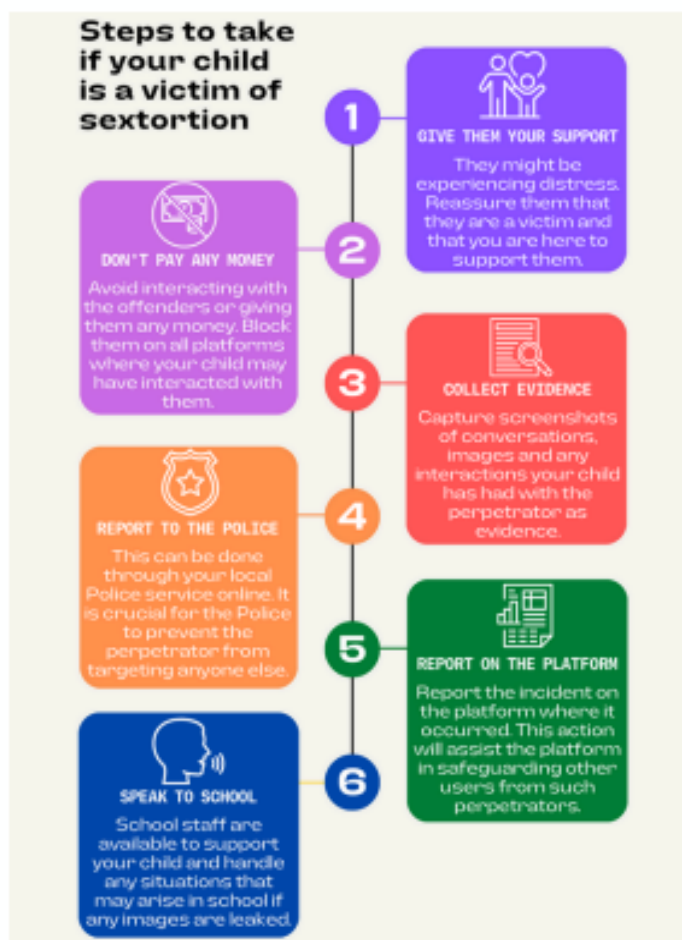 Steps to take
if your child
is a victim of
sextortion
1
GIVE THEM YOUR SUPPORT
They might be
experiencing distress.
Reassure them that
they are a victim and
that you are here to
support them.
2
DON'T PAY ANY MONEY
Avoid interacting with
the offenders or giving
them any money. Block
them on all platforms
where your child may
have interacted with
them.
3
COLLECT EVIDENCE
Capture screenshots
of conversations,
images and any
interactions your child
has had with the
perpetrator as
evidence.
4
REPORT TO THE POLICE
This can be done
through your local
Police service online. It
is crucial for the Police
to prevent the
perpetrator from
targeting anyone else.
5
REPORT ON THE PLATFORM
Report the incident on
the platform where it
occurred. This action
will assist the platform
in safeguarding other
users from such
perpetrators.
6
SPEAK TO SCHOOL
School staff are
available to support
your child and handle
any situations that
may arise in school if
any images are leaked.